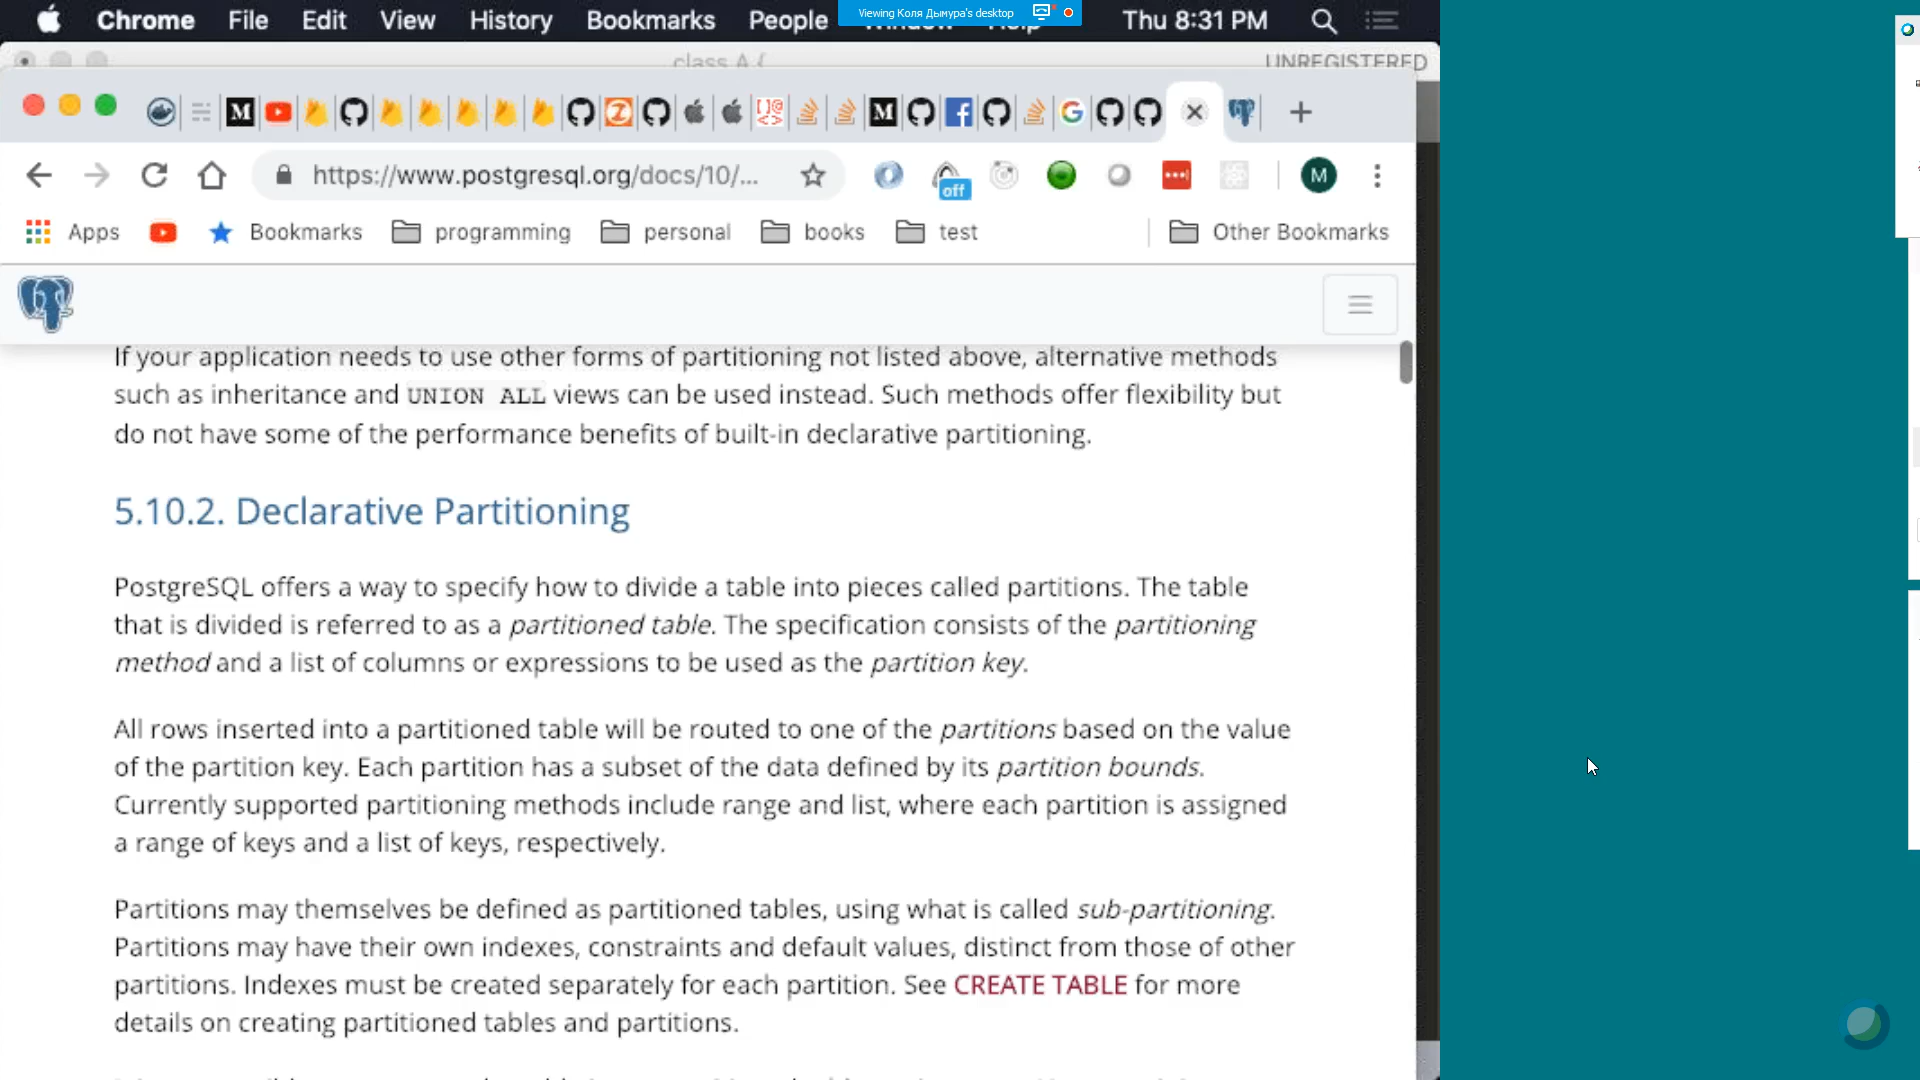 Chrome File Edit View History Bookmarks People Window Help Thu 8:31 PM
Viewing Коля Дымура's desktop
class A {
UNREGISTERED
https://www.postgresql.org/docs/10/...
off
M
Apps Bookmarks programming personal books test Other Bookmarks
If your application needs to use other forms of partitioning not listed above, alternative methods
such as inheritance and UNION ALL views can be used instead. Such methods offer flexibility but
do not have some of the performance benefits of built-in declarative partitioning.
5.10.2. Declarative Partitioning
PostgreSQL offers a way to specify how to divide a table into pieces called partitions. The table
that is divided is referred to as a partitioned table. The specification consists of the partitioning
method and a list of columns or expressions to be used as the partition key.
All rows inserted into a partitioned table will be routed to one of the partitions based on the value
of the partition key. Each partition has a subset of the data defined by its partition bounds.
Currently supported partitioning methods include range and list, where each partition is assigned
a range of keys and a list of keys, respectively.
Partitions may themselves be defined as partitioned tables, using what is called sub-partitioning.
Partitions may have their own indexes, constraints and default values, distinct from those of other
partitions. Indexes must be created separately for each partition. See CREATE TABLE for more
details on creating partitioned tables and partitions.